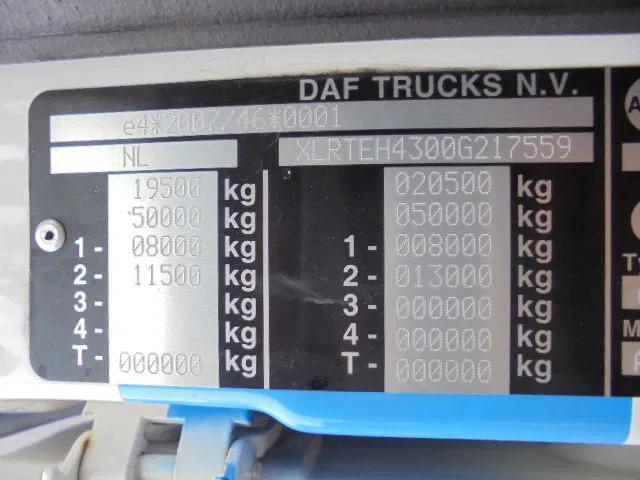 DAF TRUCKS N.V.
e4*2007/46*0001
NL XLRTEH4300G217559
19500 kg 020500 kg
50000 kg 050000 kg
1 - 08000 kg 1 - 008000 kg
2 - 11500 kg 2 - 013000 kg
3 - kg 3 - 000000 kg
4 - kg 4 - 000000 kg
T - 000000 kg T - 000000 kg